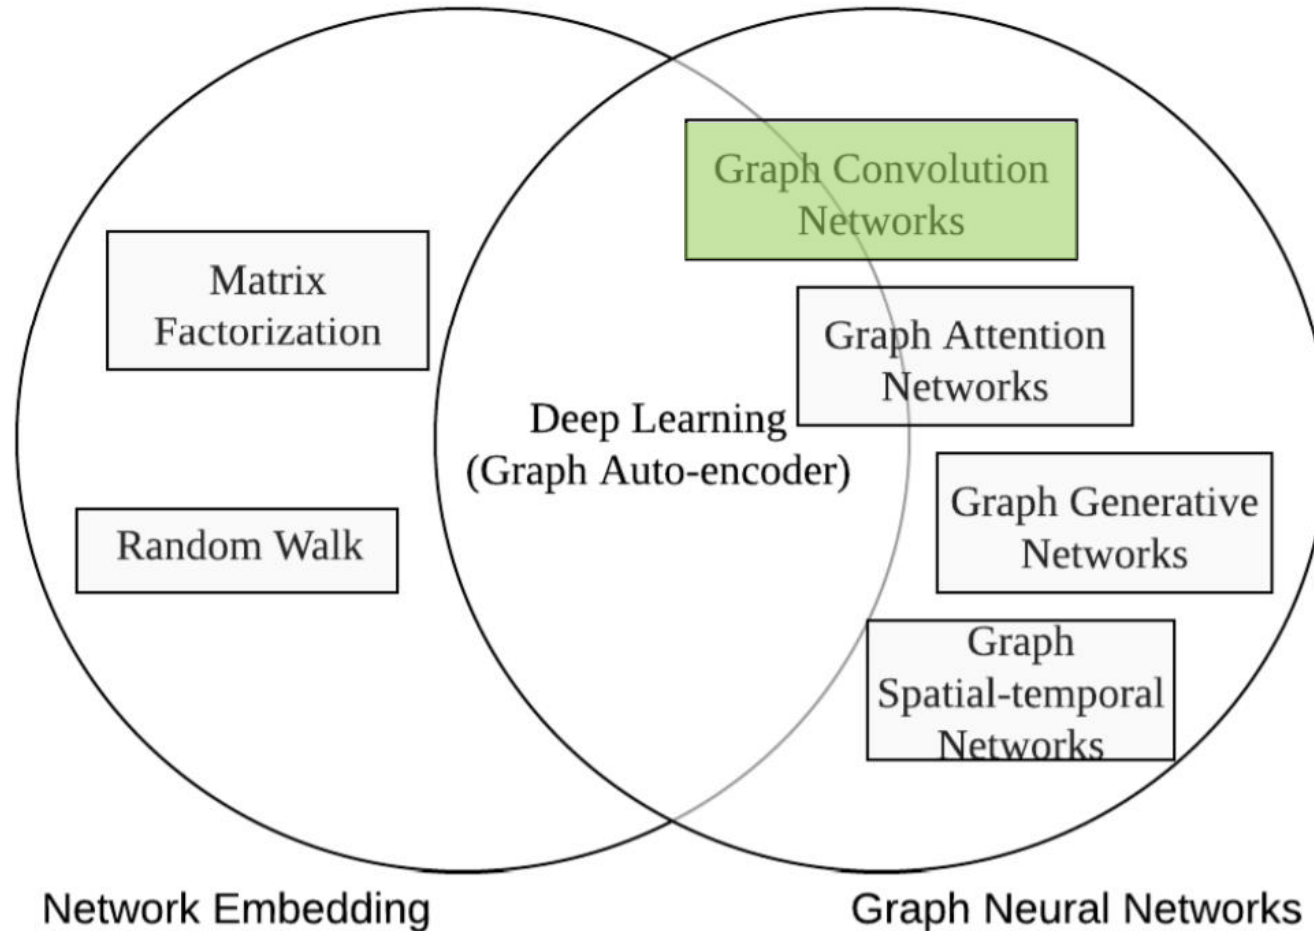 Graph Convolution
Networks
Matrix
Factorization
Graph Attention
Networks
Deep Learning
(Graph Auto-encoder)
Graph Generative
Networks
Random Walk
Graph
Spatial-temporal
Networks
Network Embedding
Graph Neural Networks